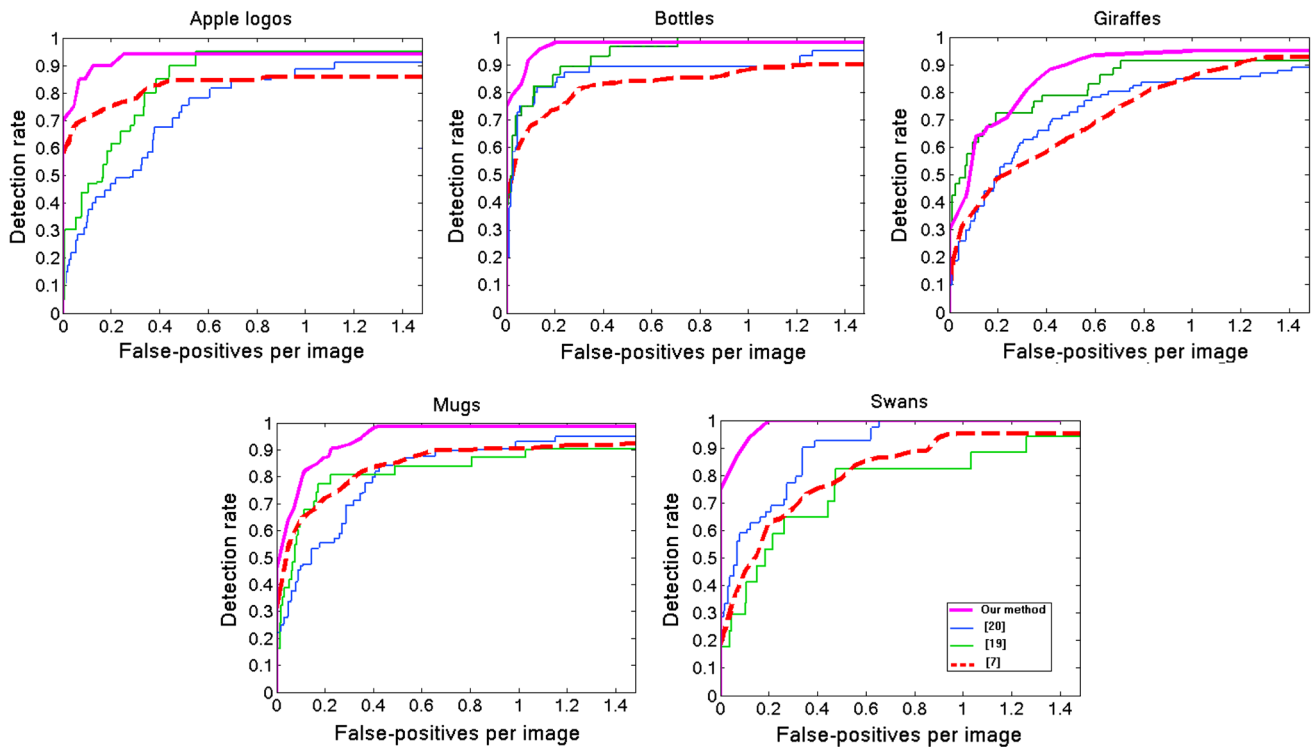 Apple logos
Bottles
Giraffes
Detection rate
1
0.9
0.8
0.7
0.6
0.5
0.4
0.3
0.2
0.1
0
0 0.2 0.4 0.6 0.8 1 1.2 1.4
False-positives per image
Detection rate
1
0.9
0.8
0.7
0.6
0.5
0.4
0.3
0.2
0.1
0
0 0.2 0.4 0.6 0.8 1 1.2 1.4
False-positives per image
Detection rate
1
0.9
0.8
0.7
0.6
0.5
0.4
0.3
0.2
0.1
0
0 0.2 0.4 0.6 0.8 1 1.2 1.4
False-positives per image
Mugs
Swans
Detection rate
1
0.9
0.8
0.7
0.6
0.5
0.4
0.3
0.2
0.1
0
0 0.2 0.4 0.6 0.8 1 1.2 1.4
False-positives per image
Detection rate
1
0.9
0.8
0.7
0.6
0.5
0.4
0.3
0.2
0.1
0
0 0.2 0.4 0.6 0.8 1 1.2 1.4
False-positives per image
Our method
[20]
[19]
[7]